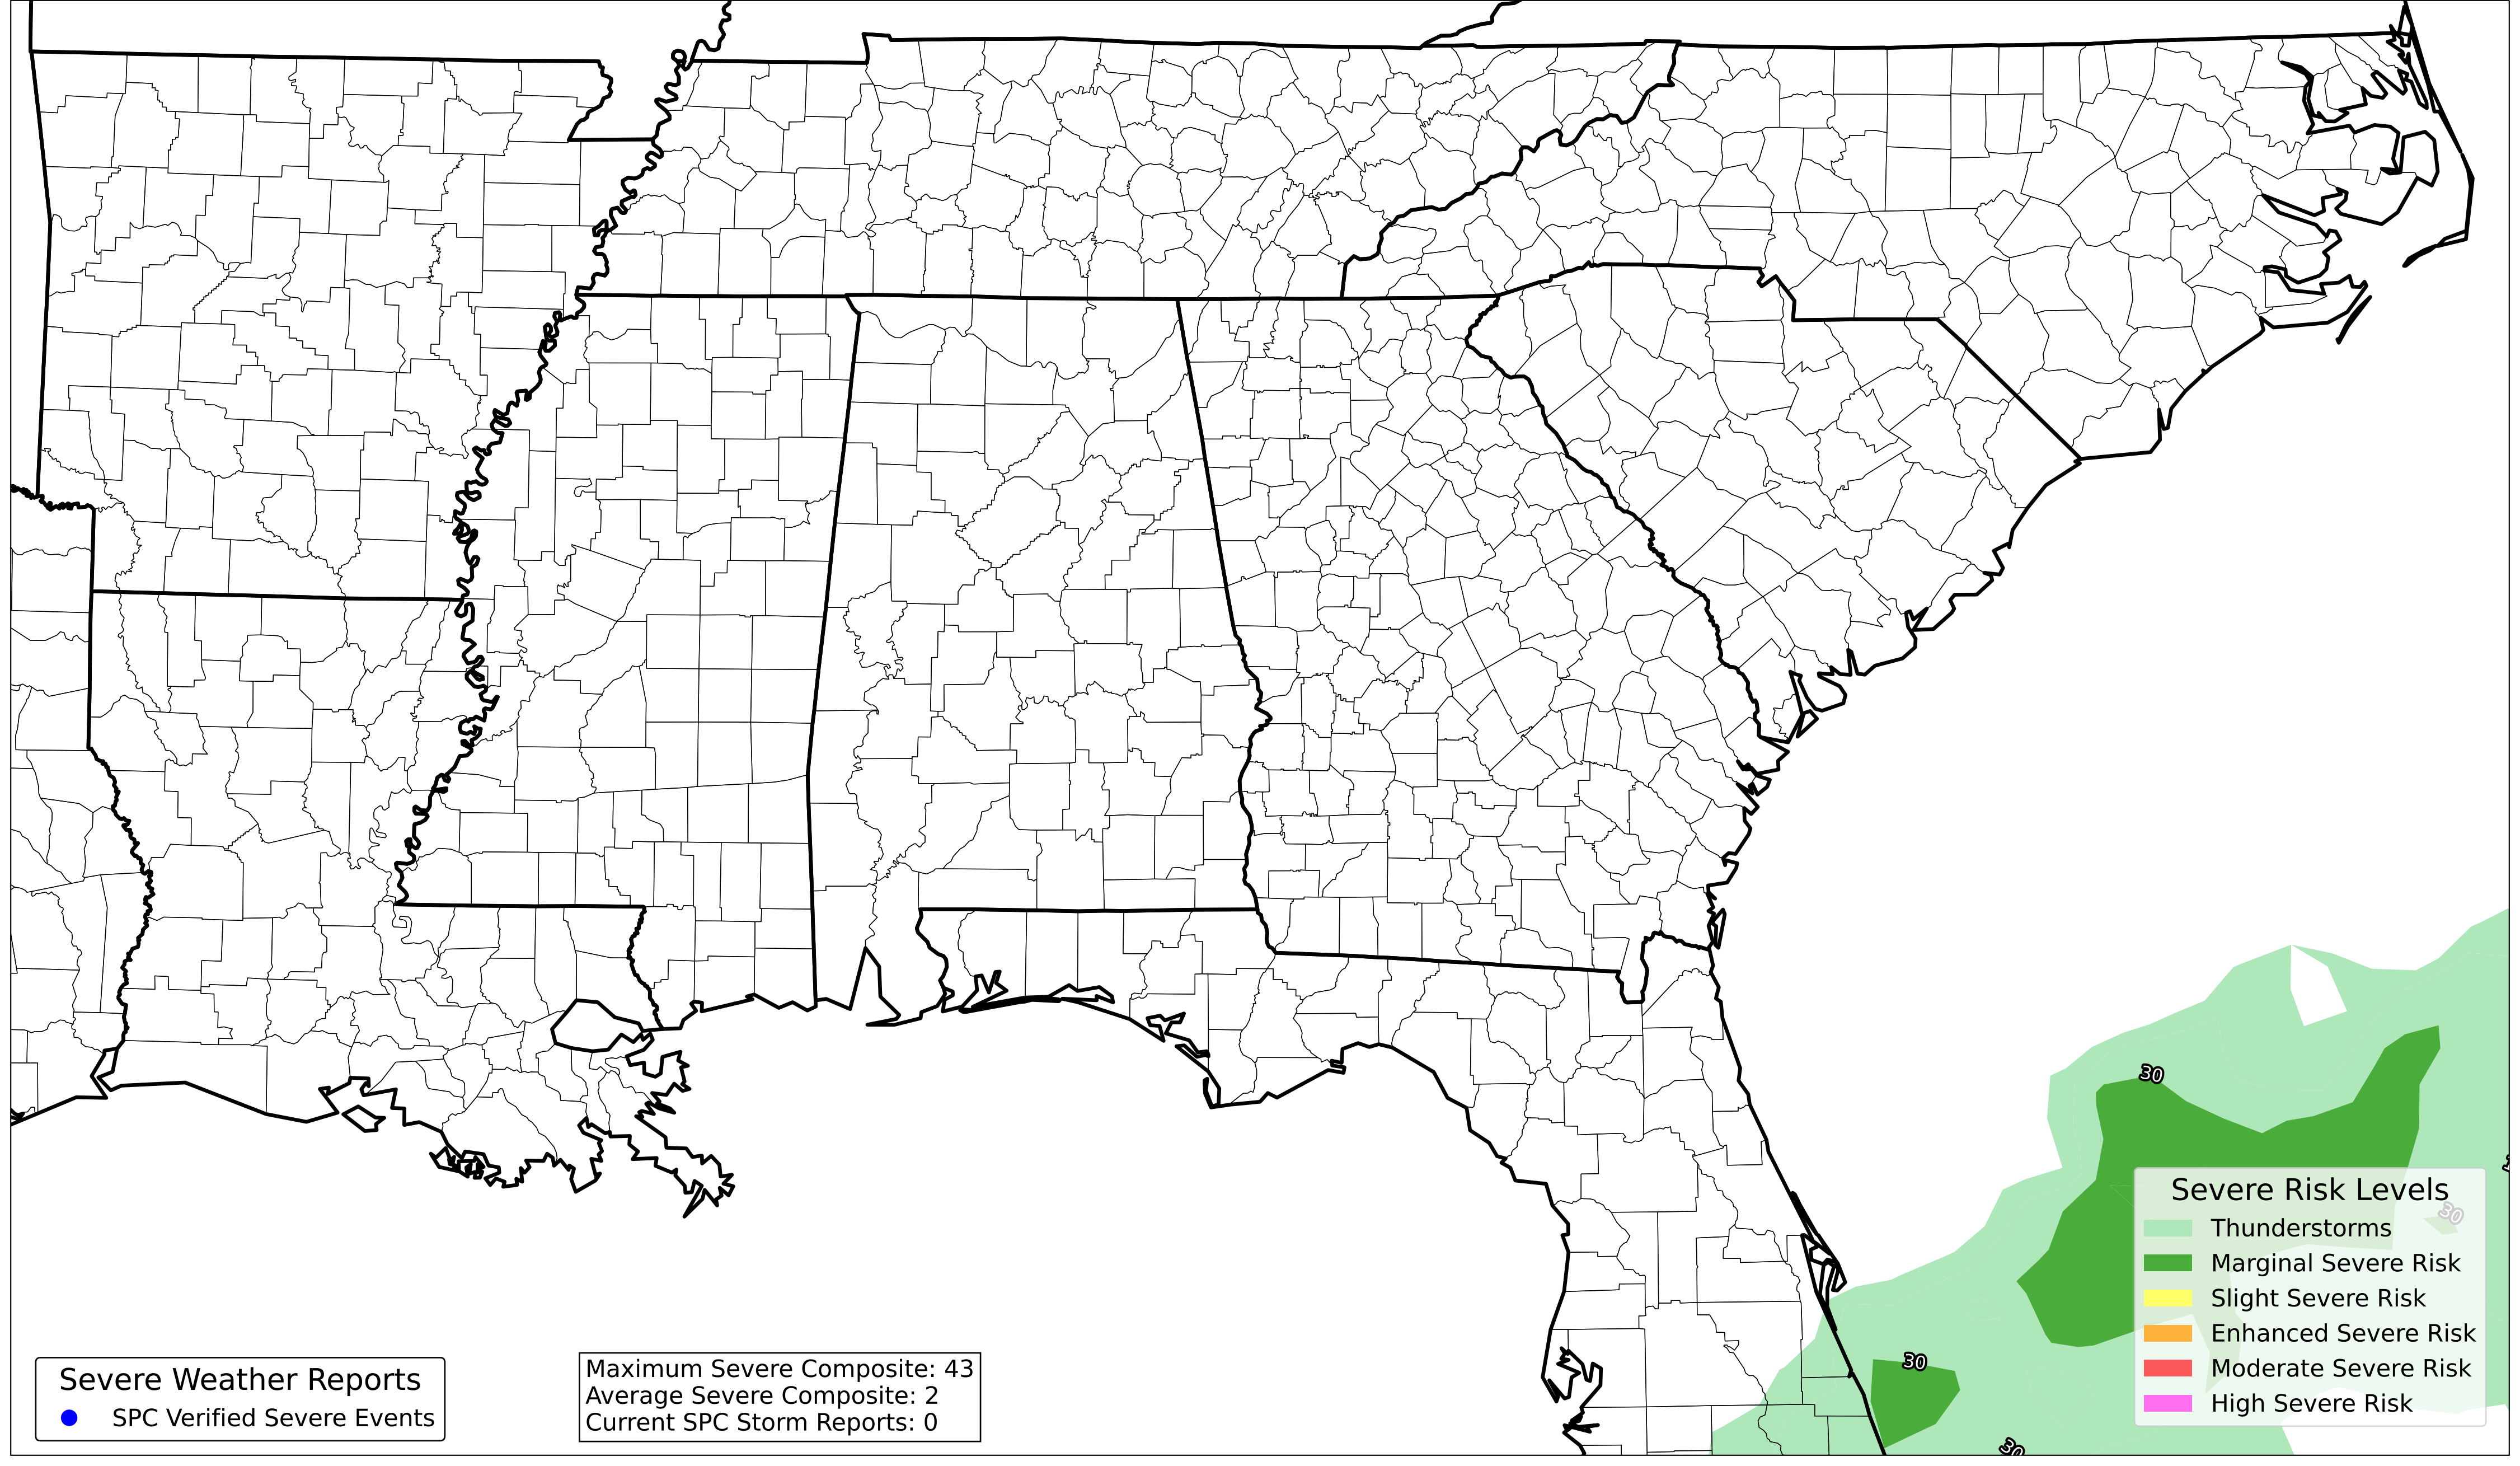 30
30
Severe Risk Levels
Thunderstorms
Marginal Severe Risk
Slight Severe Risk
Enhanced Severe Risk
Moderate Severe Risk
High Severe Risk
30
Severe Weather Reports
SPC Verified Severe Events
Maximum Severe Composite: 43
Average Severe Composite: 2
Current SPC Storm Reports: 0
30